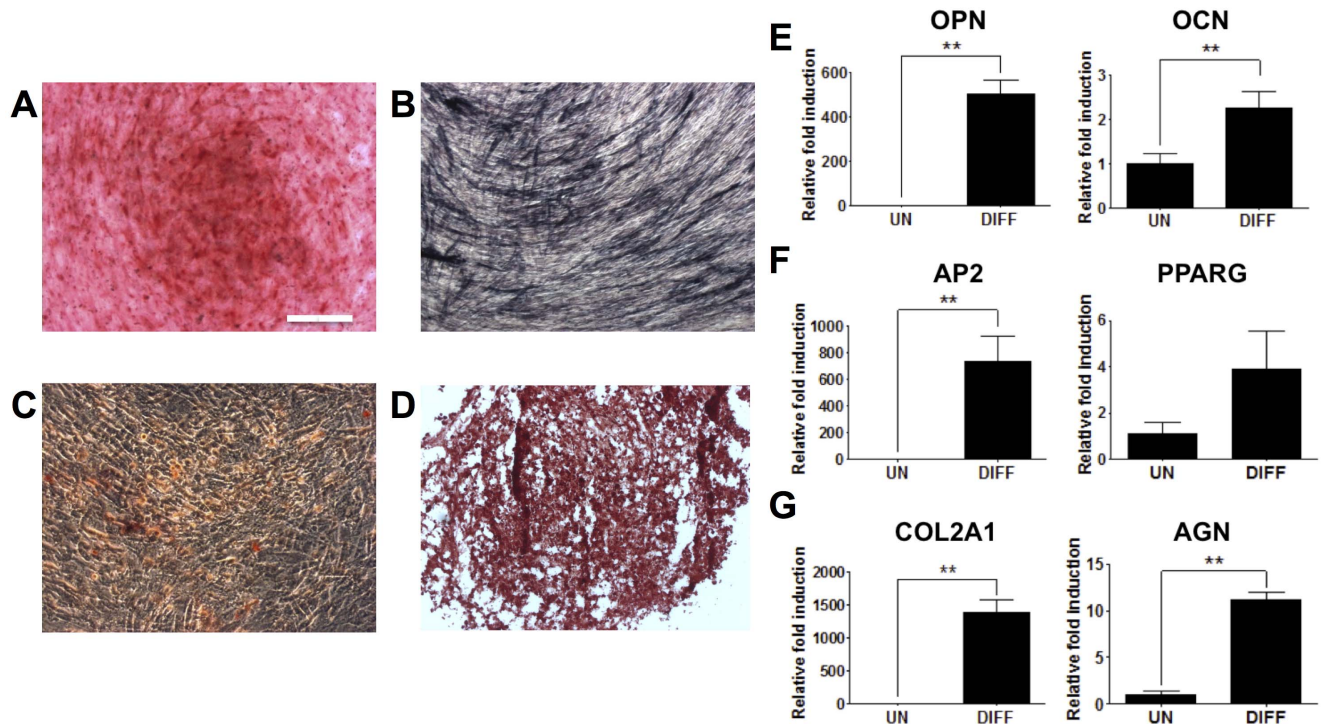 A
B
C
D
E
OPN
**
Relative fold induction
600
400
200
0
UN
DIFF
OCN
**
Relative fold induction
3
2
1
0
UN
DIFF
F
AP2
**
Relative fold induction
1000
800
600
400
200
0
UN
DIFF
PPARG
Relative fold induction
6
4
2
0
UN
DIFF
G
COL2A1
**
Relative fold induction
2000
1500
1000
500
0
UN
DIFF
AGN
**
Relative fold induction
15
10
5
0
UN
DIFF